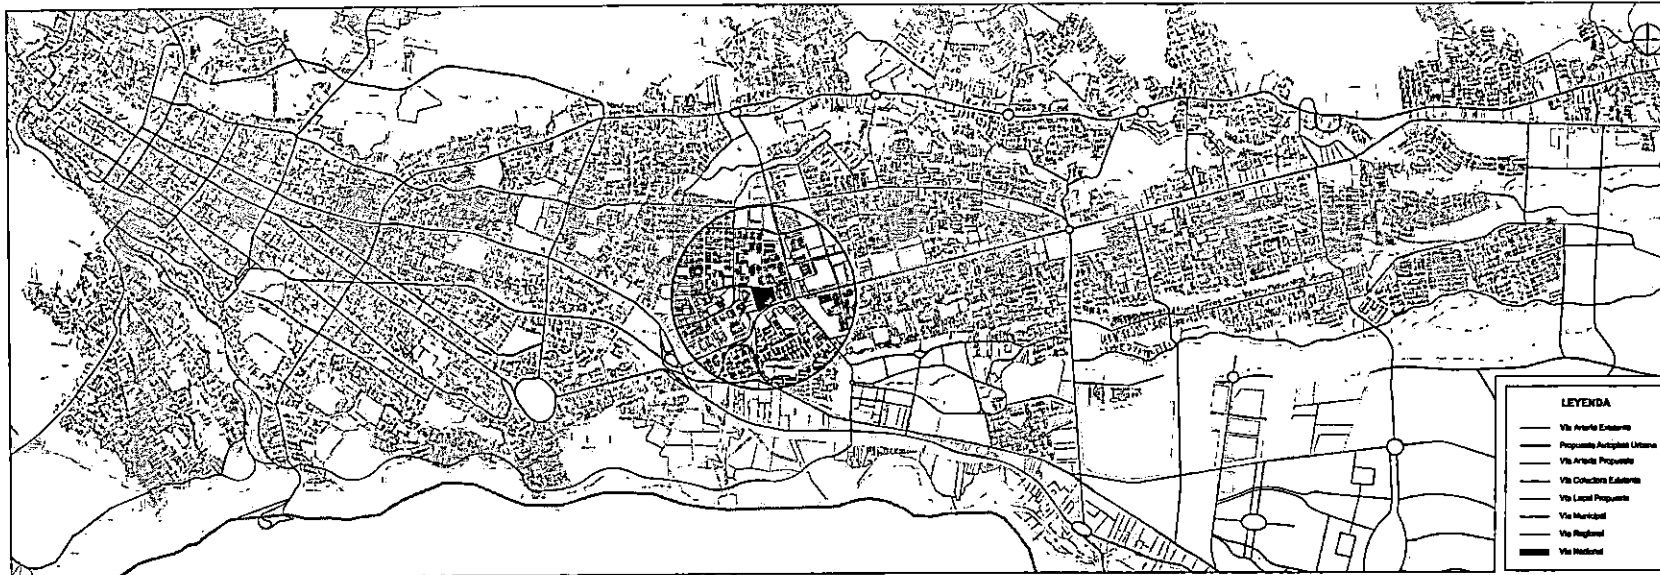 LEYENDA
Vía Arteria Existente
Propuesta Autopista Urbana
Vía Arteria Propuesta
Vía Colectora Existente
Vía Local Propuesta
Vía Municipal
Vía Regional
Vía Nacional